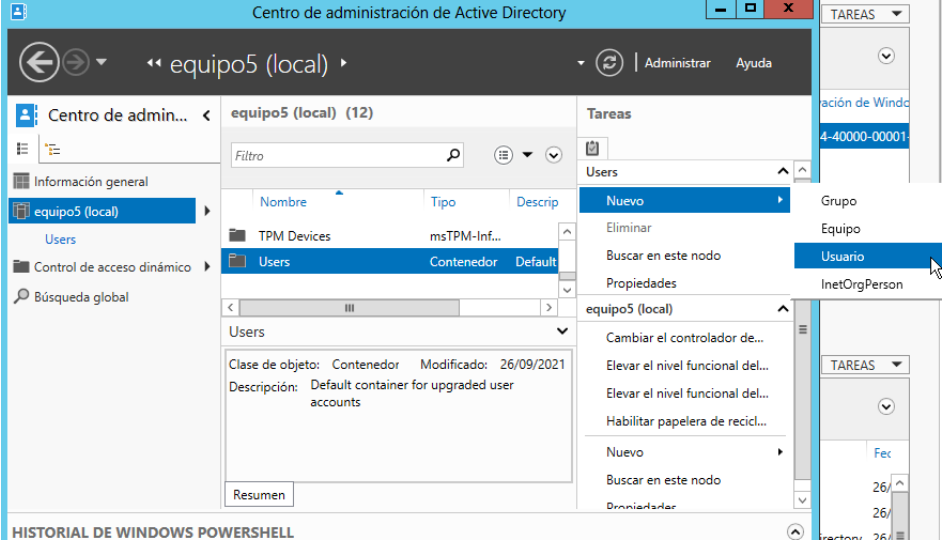 Centro de administración de Active Directory
TAREAS
equipo5 (local)
Administrar
Ayuda
Centro de admin...
equipo5 (local) (12)
Tareas
ración de Windo
4-40000-00001-
Filtro
Información general
equipo5 (local)
Users
Control de acceso dinámico
Búsqueda global
Nombre Tipo Descrip
TPM Devices msTPM-Inf...
Users Contenedor Default
Users
Clase de objeto: Contenedor Modificado: 26/09/2021
Descripción: Default container for upgraded user
accounts
Resumen
Users
Nuevo
Eliminar
Buscar en este nodo
Propiedades
Grupo
Equipo
Usuario
InetOrgPerson
equipo5 (local)
Cambiar el controlador de...
Elevar el nivel funcional del...
Elevar el nivel funcional del...
Habilitar papelera de recicl...
Nuevo
Buscar en este nodo
Propiedades
TAREAS
Fec
26/
26/
irectory 26/
HISTORIAL DE WINDOWS POWERSHELL